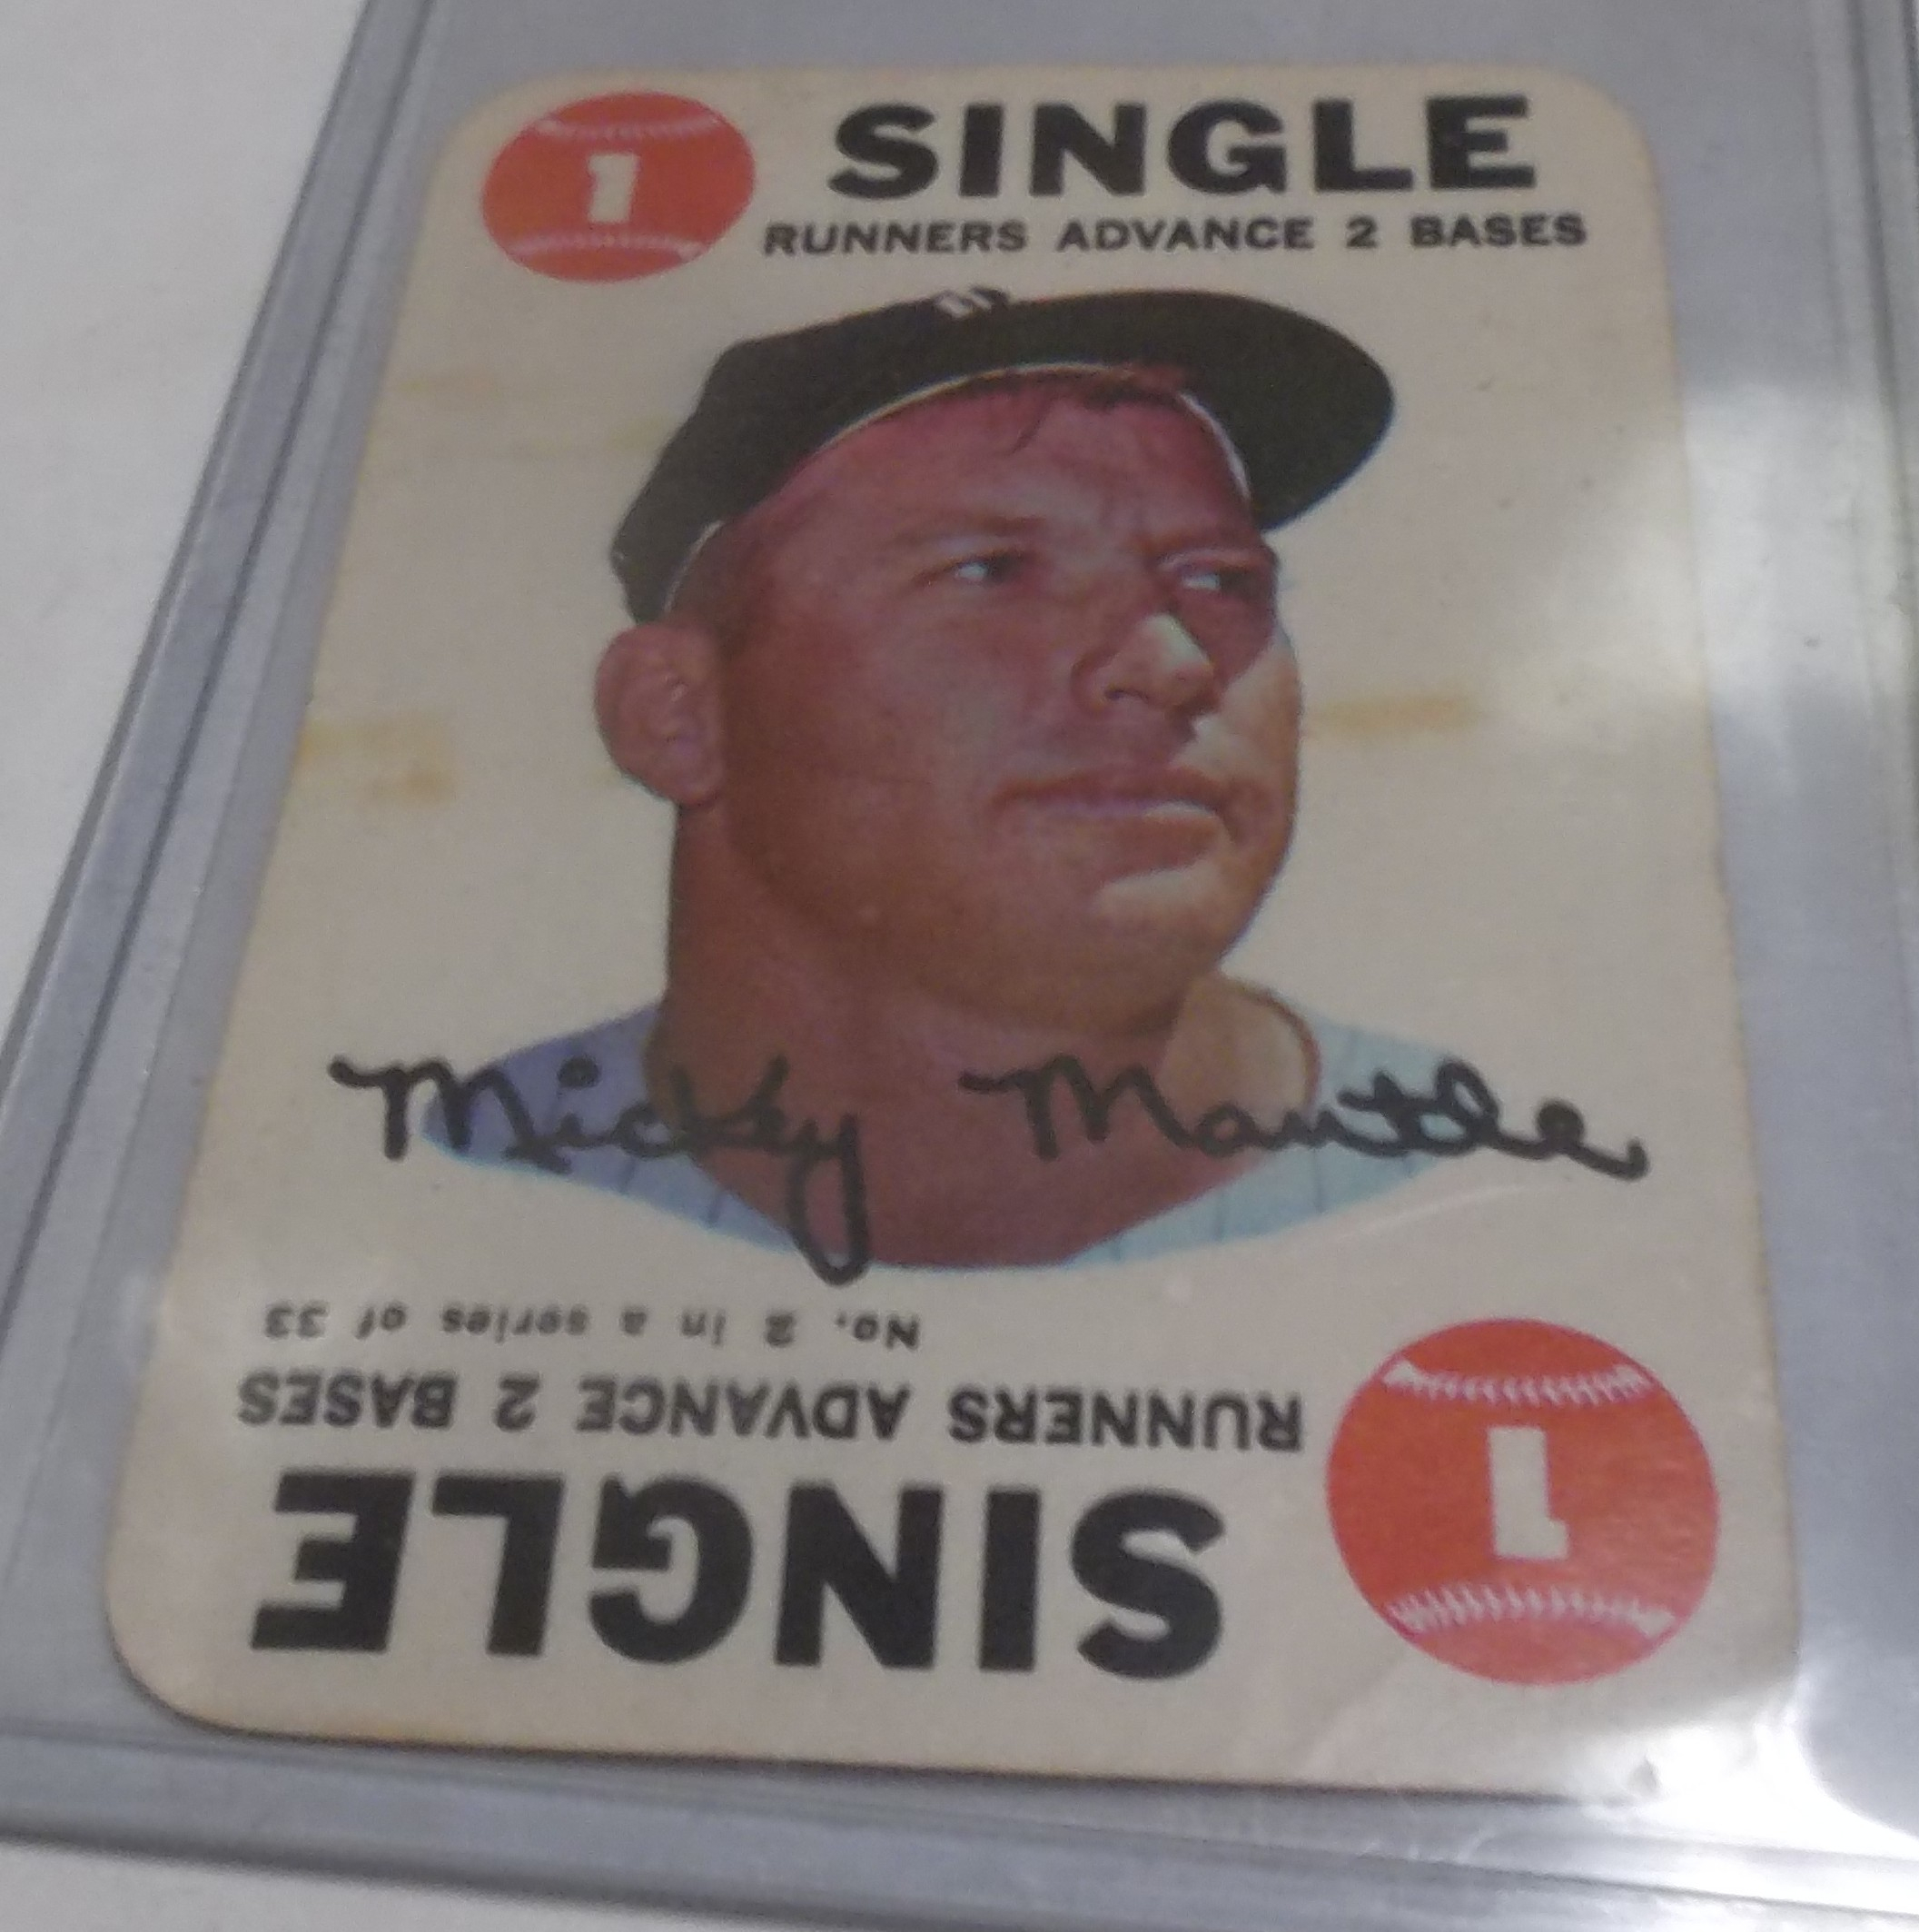 1
SINGLE
RUNNERS ADVANCE 2 BASES
Micky Mantle
No. 2 in a series of 33
RUNNERS ADVANCE 2 BASES
SINGLE
1